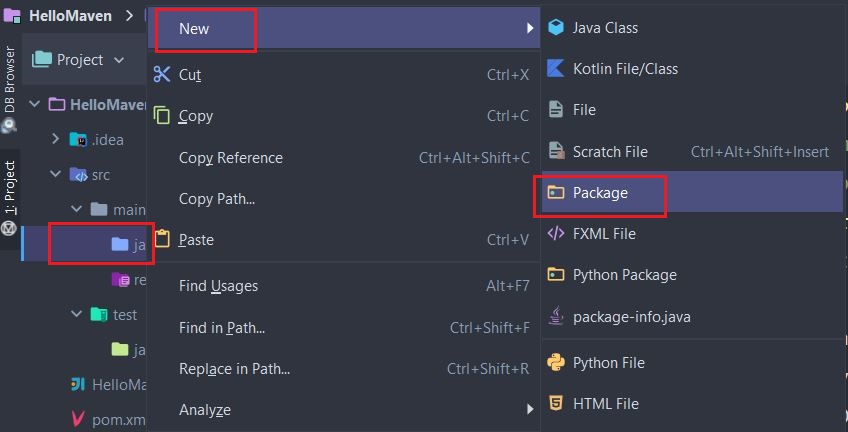 HelloMaven
Project
HelloMaven
.idea
src
main
ja
re
test
ja
HelloMa
pom.xm
DB Browser
1: Project
New
Cut Ctrl+X
Copy Ctrl+C
Copy Reference Ctrl+Alt+Shift+C
Copy Path...
Paste Ctrl+V
Find Usages Alt+F7
Find in Path... Ctrl+Shift+F
Replace in Path... Ctrl+Shift+R
Analyze
Java Class
Kotlin File/Class
File
Scratch File Ctrl+Alt+Shift+Insert
Package
FXML File
Python Package
package-info.java
Python File
HTML File